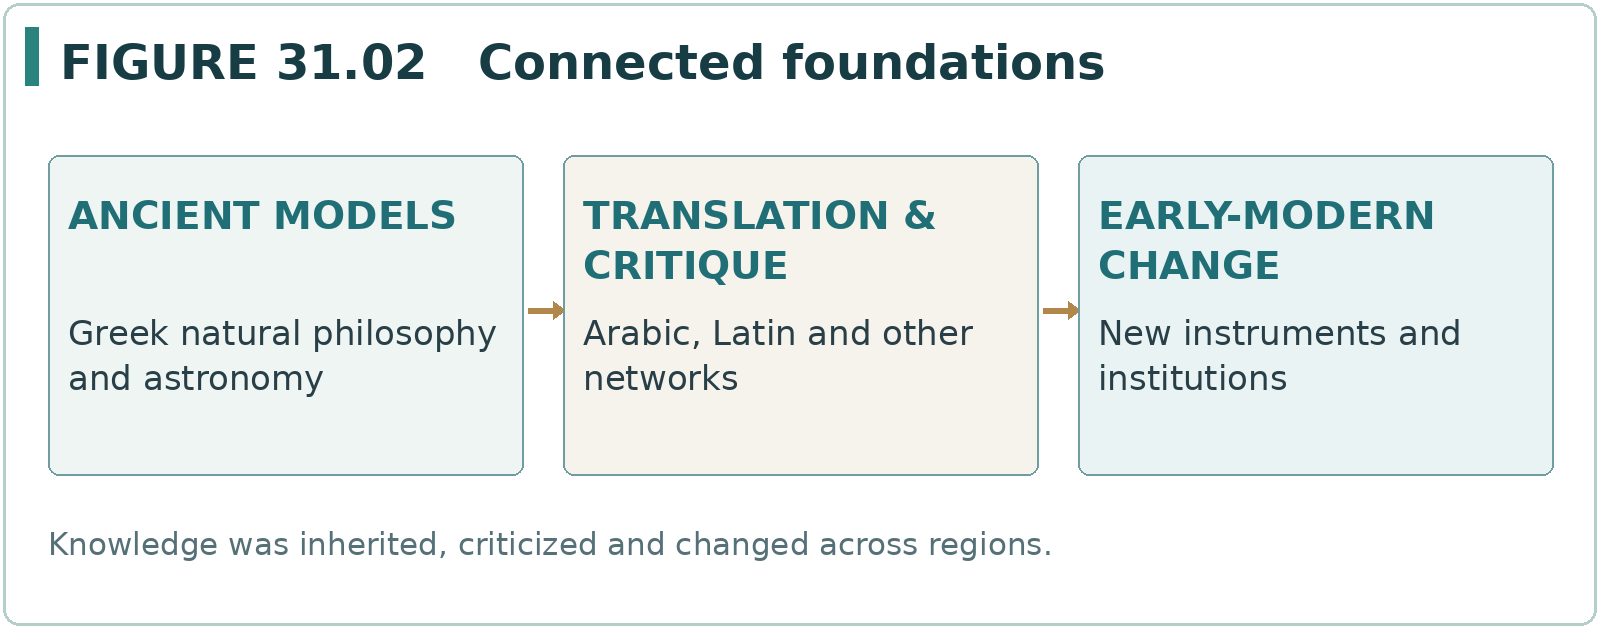 FIGURE 31.02 Connected foundations
ANCIENT MODELS
Greek natural philosophy
and astronomy
TRANSLATION &
CRITIQUE
Arabic, Latin and other
networks
EARLY-MODERN
CHANGE
New instruments and
institutions
Knowledge was inherited, criticized and changed across regions.